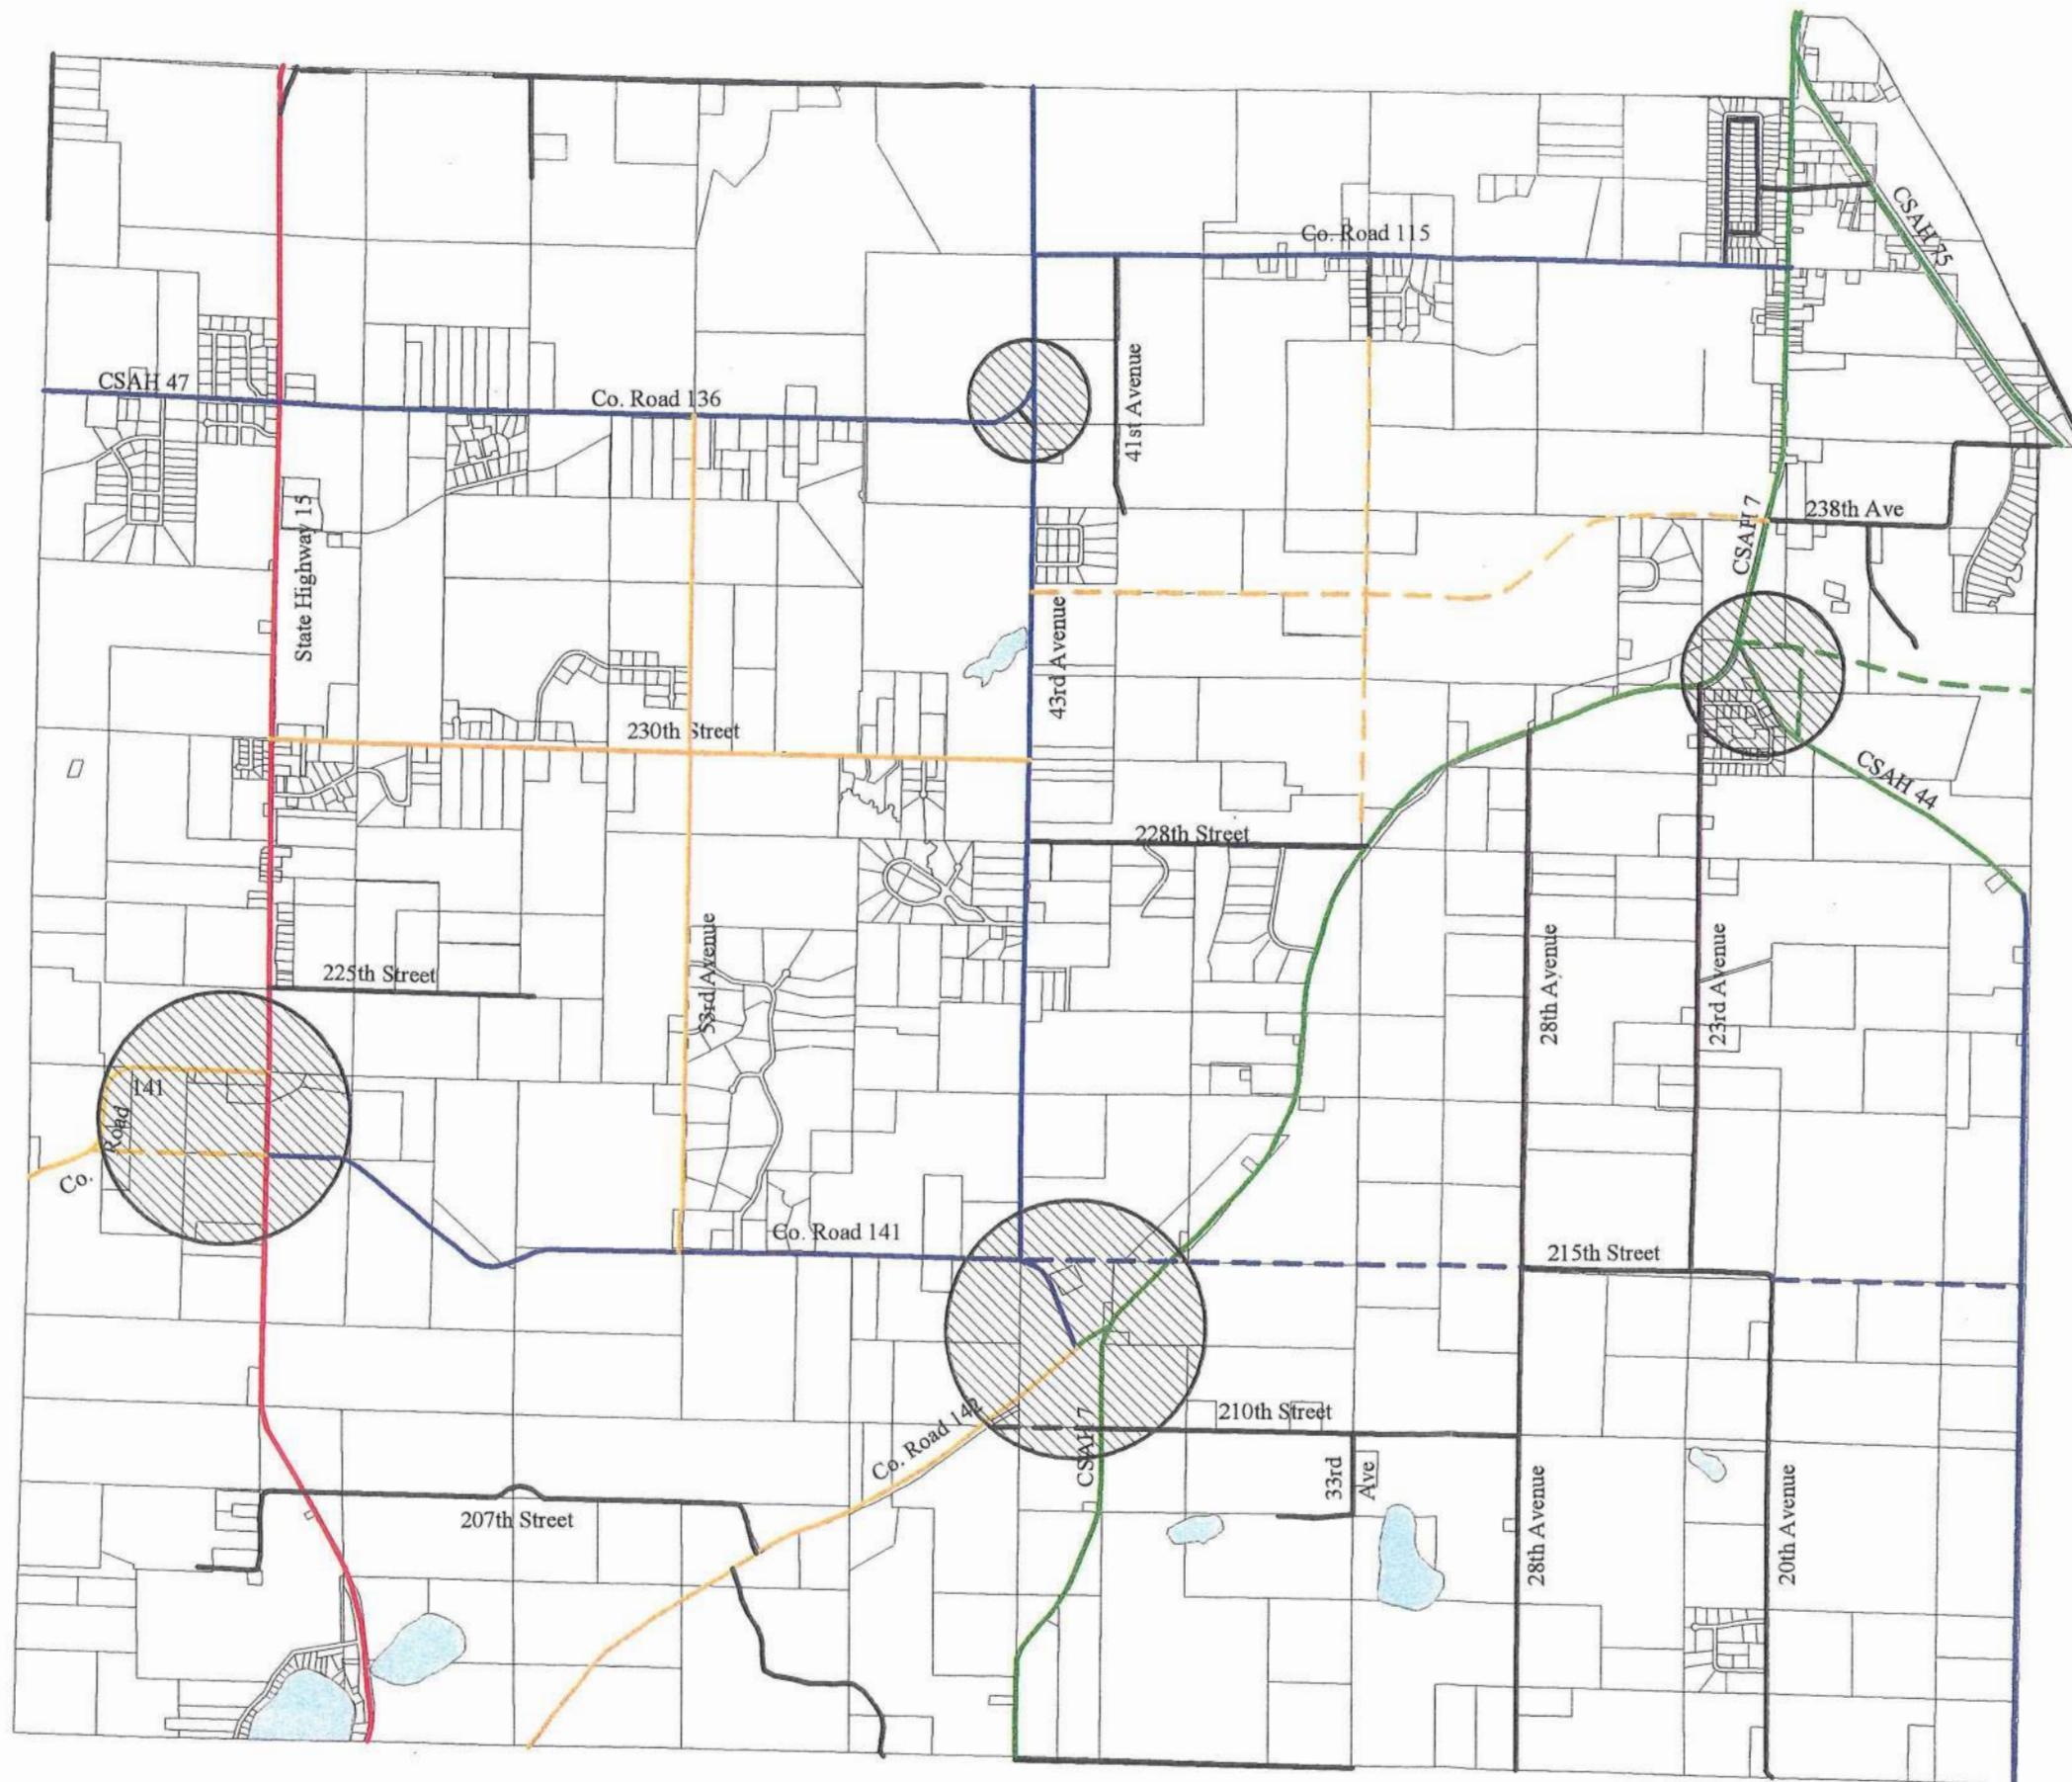 CSAH 75
Co. Road 115
CSAH 47
Co. Road 136
41st Avenue
State Highway 15
238th Ave
CSAH 7
43rd Avenue
230th Street
CSAH 44
228th Street
53rd Avenue
28th Avenue
23rd Avenue
225th Street
Co. Road 141
Co. Road 141
215th Street
Co. Road 142
210th Street
CSAH 7
33rd
Ave
28th Avenue
20th Avenue
207th Street